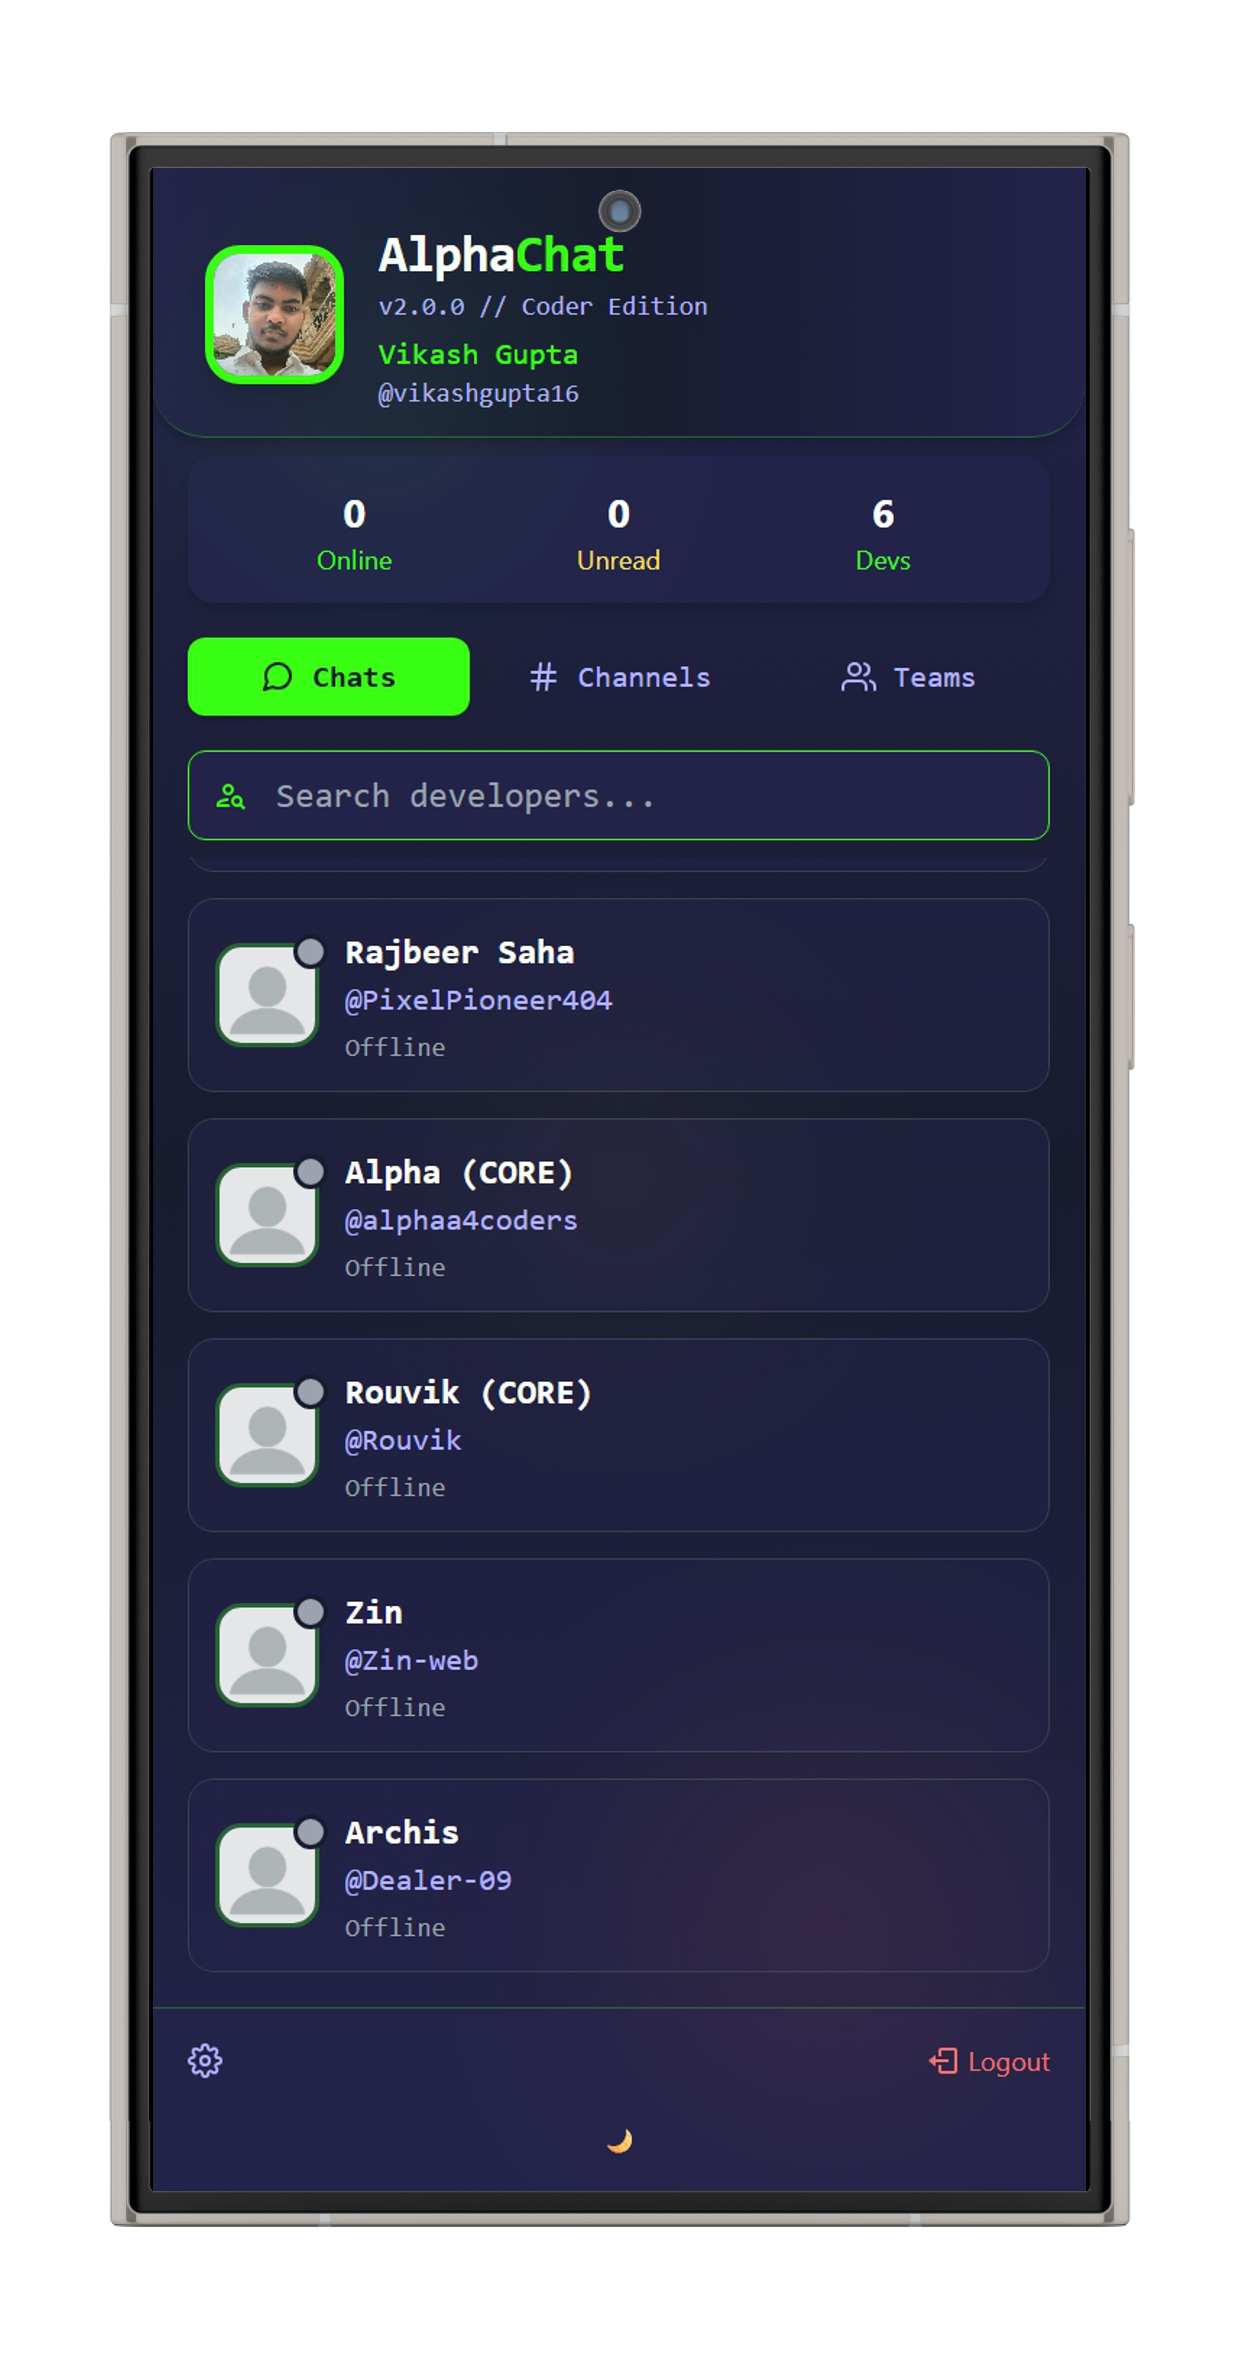 AlphaChat
v2.0.0 // Coder Edition
Vikash Gupta
@vikashgupta16
0
Online
0
Unread
6
Devs
Chats
Channels
Teams
Search developers...
Rajbeer Saha
@PixelPioneer404
Offline
Alpha (CORE)
@alphaa4coders
Offline
Rouvik (CORE)
@Rouvik
Offline
Zin
@Zin-web
Offline
Archis
@Dealer-09
Offline
Logout